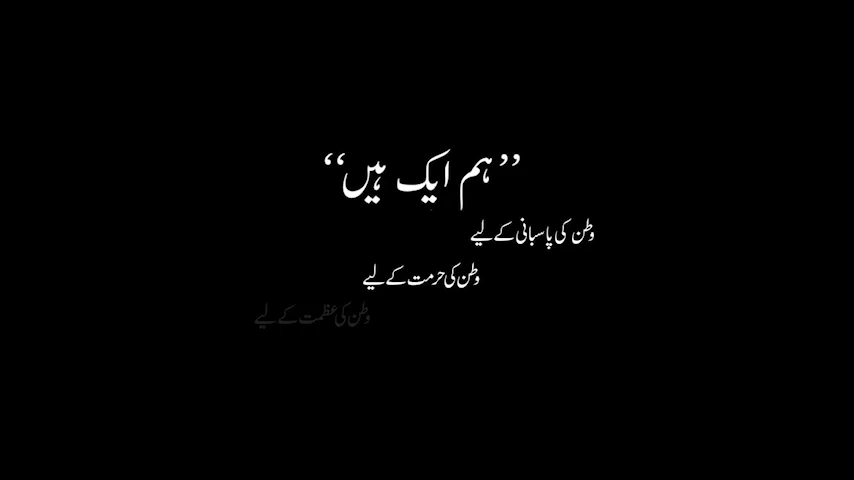 ”ہم ایک ہیں“
وطن کی پاسبانی کے لیے
وطن کی حرمت کے لیے
وطن کی عظمت کے لیے